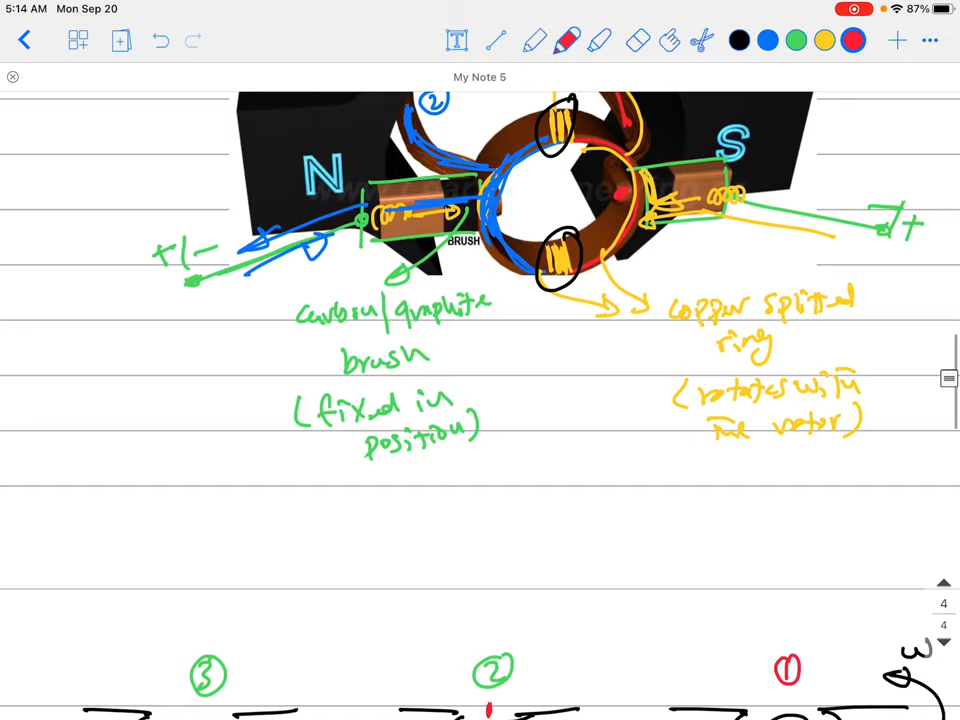 5:14 AM Mon Sep 20
87%
My Note 5
2
N
S
+/-
BRUSH
-/+
carbon/graphite
brush
(fixed in
position)
copper splitted
ring
(rotates with
the rotor)
4
4
ω
3
2
1